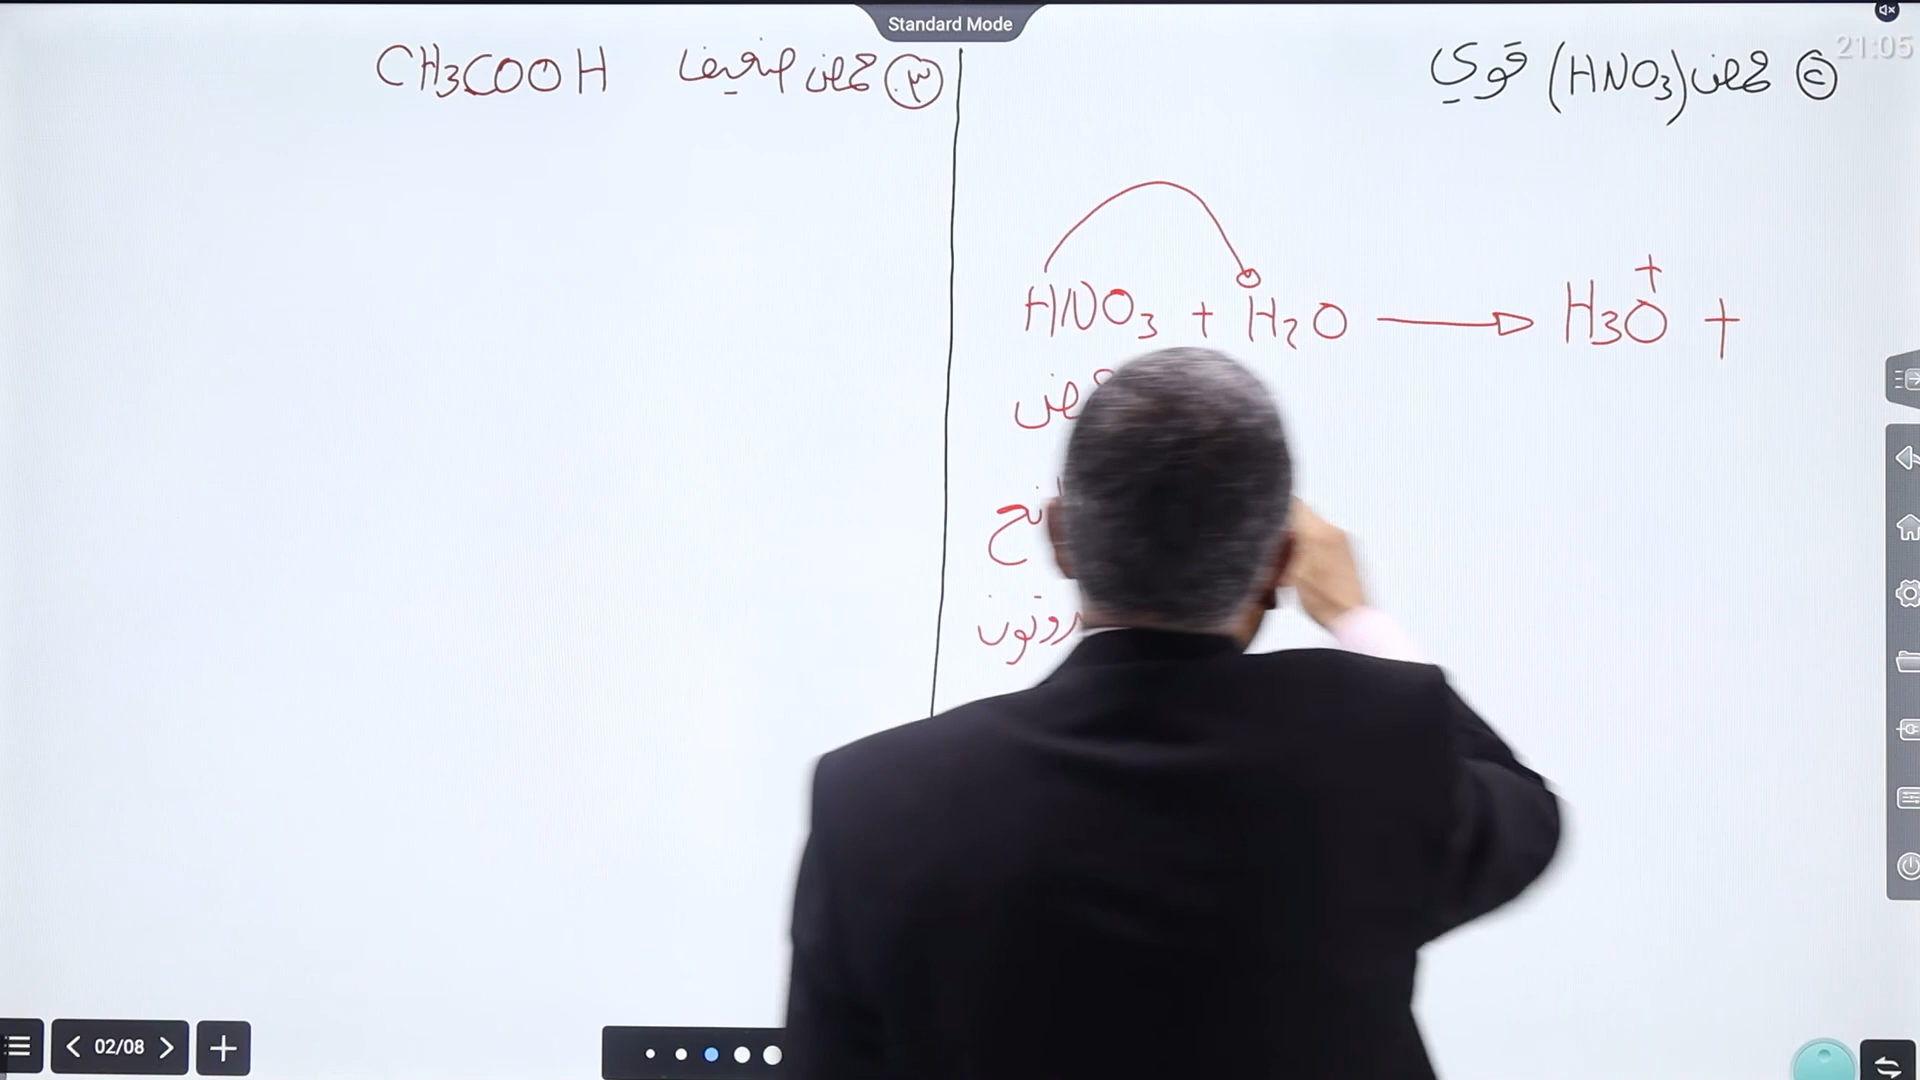 Standard Mode
21:05
٢ حمض (HNO3) قوي
HNO3 + H2O → H3O+ +
٣ حمض ضعيف CH3COOH
02/08